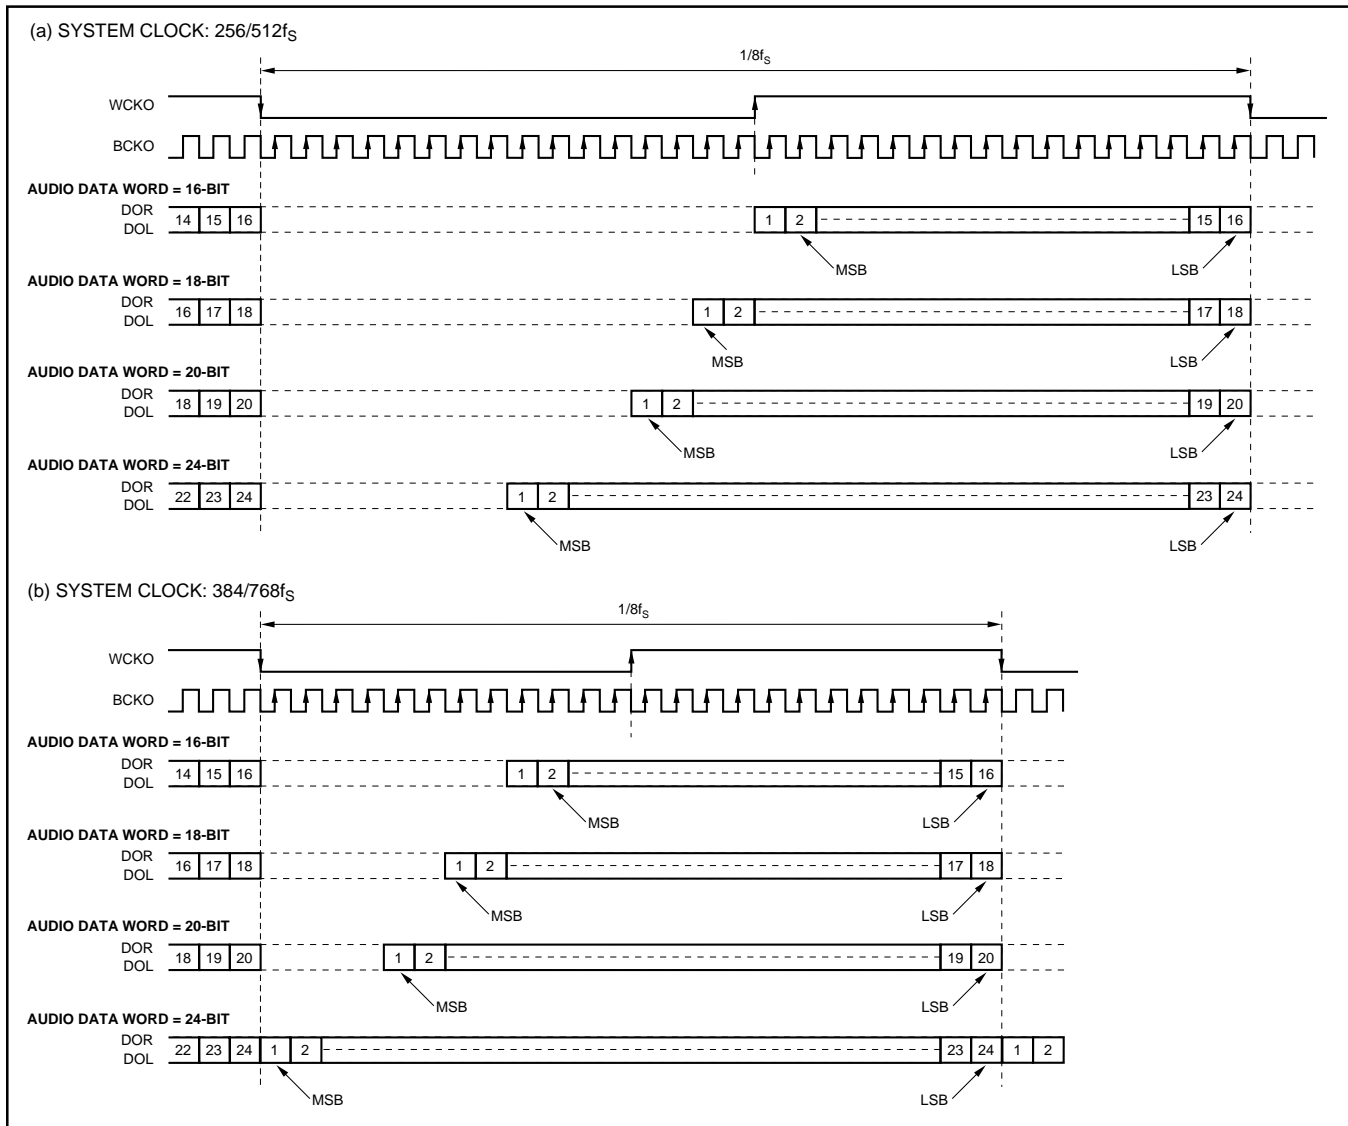 (a) SYSTEM CLOCK: 256/512fS
1/8fS
WCKO
BCKO
AUDIO DATA WORD = 16-BIT
DOR
DOL
14 15 16 1 2 15 16
MSB LSB
AUDIO DATA WORD = 18-BIT
DOR
DOL
16 17 18 1 2 17 18
MSB LSB
AUDIO DATA WORD = 20-BIT
DOR
DOL
18 19 20 1 2 19 20
MSB LSB
AUDIO DATA WORD = 24-BIT
DOR
DOL
22 23 24 1 2 23 24
MSB LSB
(b) SYSTEM CLOCK: 384/768fS
1/8fS
WCKO
BCKO
AUDIO DATA WORD = 16-BIT
DOR
DOL
14 15 16 1 2 15 16
MSB LSB
AUDIO DATA WORD = 18-BIT
DOR
DOL
16 17 18 1 2 17 18
MSB LSB
AUDIO DATA WORD = 20-BIT
DOR
DOL
18 19 20 1 2 19 20
MSB LSB
AUDIO DATA WORD = 24-BIT
DOR
DOL
22 23 24 1 2 23 24 1 2
MSB LSB